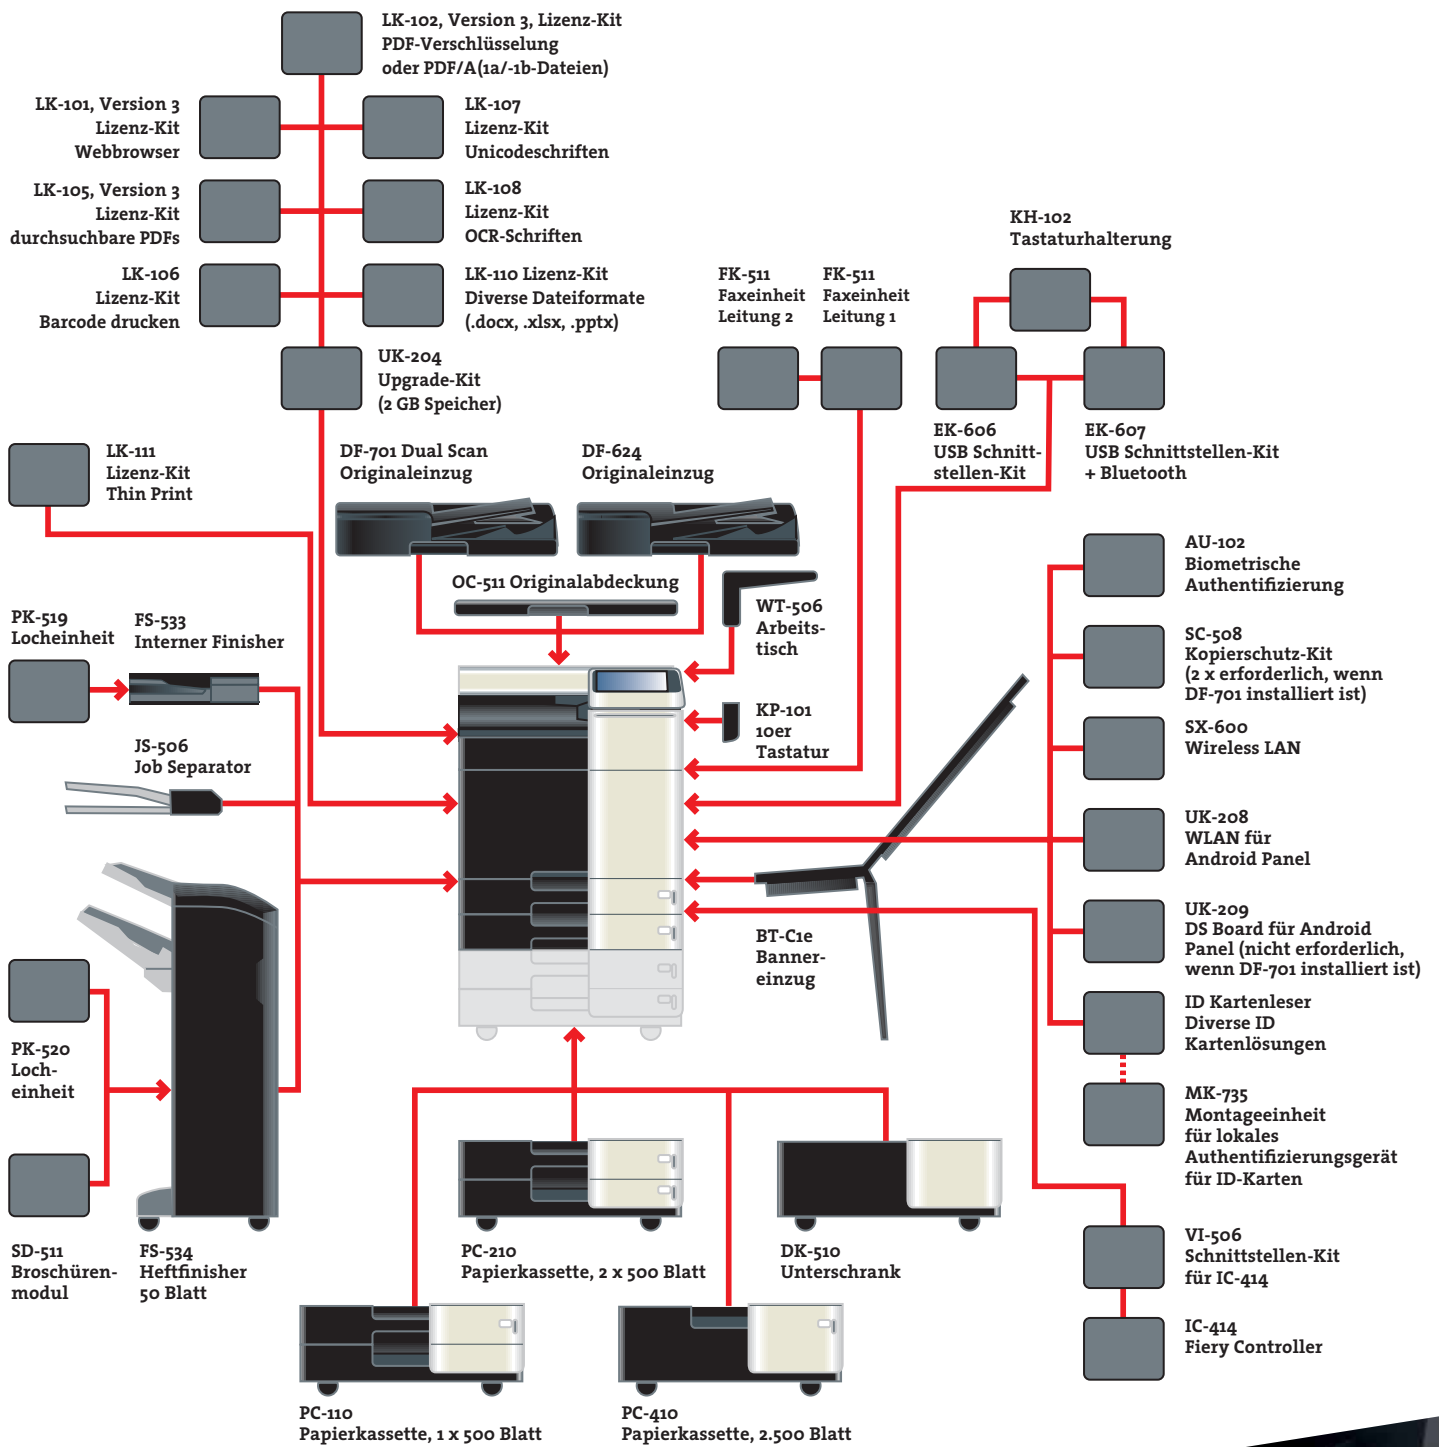 LK-102, Version 3, Lizenz-Kit
PDF-Verschlüsselung
oder PDF/A(1a/-1b-Dateien)
LK-101, Version 3
Lizenz-Kit
Webbrowser
LK-107
Lizenz-Kit
Unicodeschriften
LK-105, Version 3
Lizenz-Kit
durchsuchbare PDFs
LK-108
Lizenz-Kit
OCR-Schriften
LK-106
Lizenz-Kit
Barcode drucken
LK-110 Lizenz-Kit
Diverse Dateiformate
(.docx, .xlsx, .pptx)
UK-204
Upgrade-Kit
(2 GB Speicher)
FK-511
Faxeinheit
Leitung 2
FK-511
Faxeinheit
Leitung 1
KH-102
Tastaturhalterung
EK-606
USB Schnitt-
stellen-Kit
EK-607
USB Schnittstellen-Kit
+ Bluetooth
LK-111
Lizenz-Kit
Thin Print
DF-701 Dual Scan
Originaleinzug
DF-624
Originaleinzug
OC-511 Originalabdeckung
WT-506
Arbeits-
tisch
KP-101
10er
Tastatur
PK-519
Locheinheit
FS-533
Interner Finisher
JS-506
Job Separator
AU-102
Biometrische
Authentifizierung
SC-508
Kopierschutz-Kit
(2 x erforderlich, wenn
DF-701 installiert ist)
SX-600
Wireless LAN
UK-208
WLAN für
Android Panel
UK-209
DS Board für Android
Panel (nicht erforderlich,
wenn DF-701 installiert ist)
BT-C1e
Banner-
einzug
ID Kartenleser
Diverse ID
Kartenlösungen
MK-735
Montageeinheit
für lokales
Authentifizierungsgerät
für ID-Karten
PK-520
Loch-
einheit
SD-511
Broschüren-
modul
FS-534
Heftfinisher
50 Blatt
PC-210
Papierkassette, 2 x 500 Blatt
DK-510
Unterschrank
VI-506
Schnittstellen-Kit
für IC-414
IC-414
Fiery Controller
PC-110
Papierkassette, 1 x 500 Blatt
PC-410
Papierkassette, 2.500 Blatt